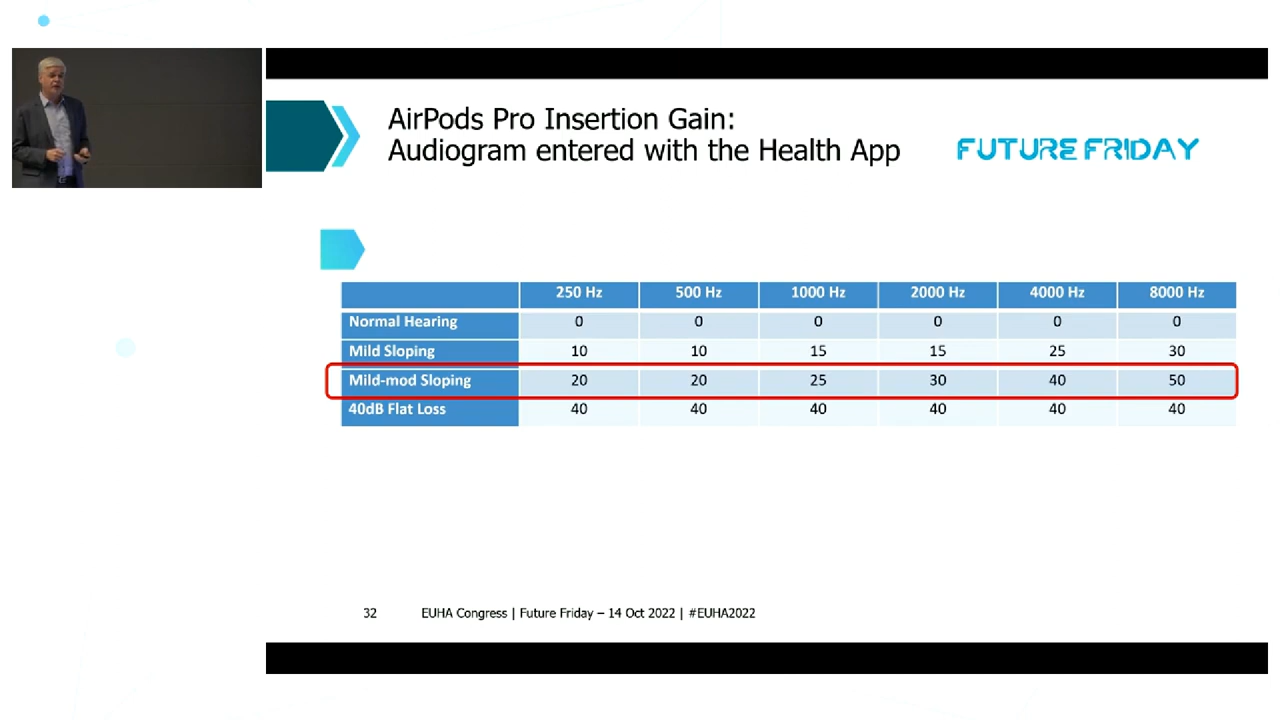 AirPods Pro Insertion Gain:
Audiogram entered with the Health App
FUTURE FRIDAY
250 Hz 500 Hz 1000 Hz 2000 Hz 4000 Hz 8000 Hz
Normal Hearing 0 0 0 0 0 0
Mild Sloping 10 10 15 15 25 30
Mild-mod Sloping 20 20 25 30 40 50
40dB Flat Loss 40 40 40 40 40 40
32 EUHA Congress | Future Friday – 14 Oct 2022 | #EUHA2022